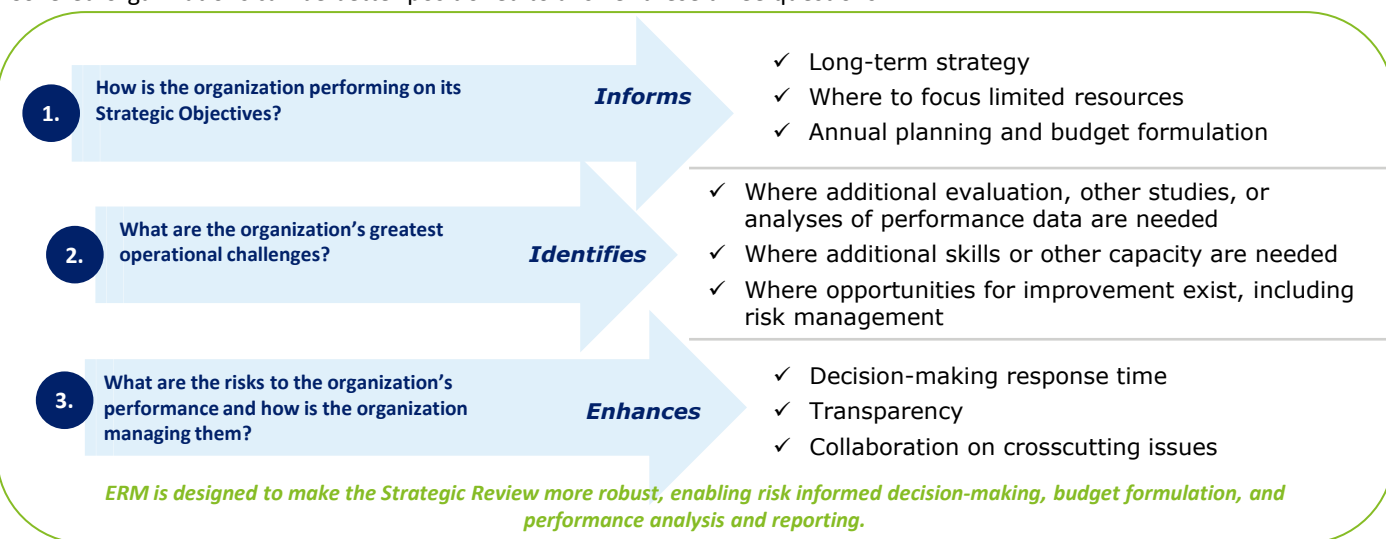 1.
How is the organization performing on its
Strategic Objectives?
Informs
✓ Long-term strategy
✓ Where to focus limited resources
✓ Annual planning and budget formulation
2.
What are the organization's greatest
operational challenges?
Identifies
✓ Where additional evaluation, other studies, or
analyses of performance data are needed
✓ Where additional skills or other capacity are needed
✓ Where opportunities for improvement exist, including
risk management
3.
What are the risks to the organization's
performance and how is the organization
managing them?
Enhances
✓ Decision-making response time
✓ Transparency
✓ Collaboration on crosscutting issues
ERM is designed to make the Strategic Review more robust, enabling risk informed decision-making, budget formulation, and
performance analysis and reporting.